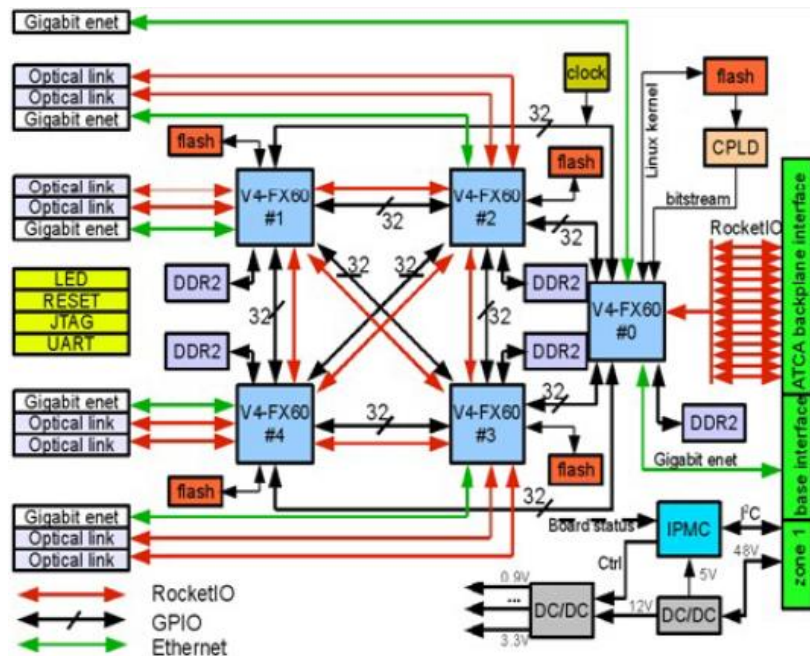 Gigabit enet
Optical link
Optical link
Gigabit enet
Optical link
Optical link
Gigabit enet
LED
RESET
JTAG
UART
Gigabit enet
Optical link
Optical link
Gigabit enet
Optical link
Optical link
flash
V4-FX60
#1
32
V4-FX60
#2
flash
clock
32
32
DDR2
32
32
32
32
DDR2
DDR2
DDR2
V4-FX60
#4
32
V4-FX60
#3
32
flash
flash
32
32
V4-FX60
#0
Linux kernel
flash
CPLD
bitstream
RocketIO
DDR2
Gigabit enet
ATCA backplane interface
base interface
zone 1
Board status
IPMC
I²C
Ctrl
5V
48V
0.9V
...
3.3V
DC/DC
12V
DC/DC
RocketIO
GPIO
Ethernet